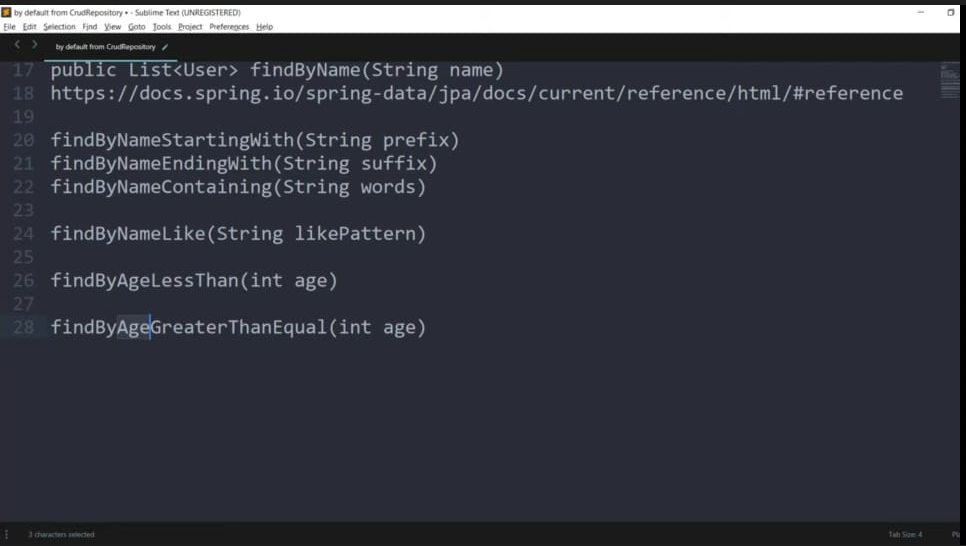 by default from CrudRepository • - Sublime Text (UNREGISTERED)
File Edit Selection Find View Goto Tools Project Preferences Help
by default from CrudRepository
17 public List<User> findByName(String name)
18 https://docs.spring.io/spring-data/jpa/docs/current/reference/html/#reference
19
20 findByNameStartingWith(String prefix)
21 findByNameEndingWith(String suffix)
22 findByNameContaining(String words)
23
24 findByNameLike(String likePattern)
25
26 findByAgeLessThan(int age)
27
28 findByAgeGreaterThanEqual(int age)
3 characters selected Tab Size: 4